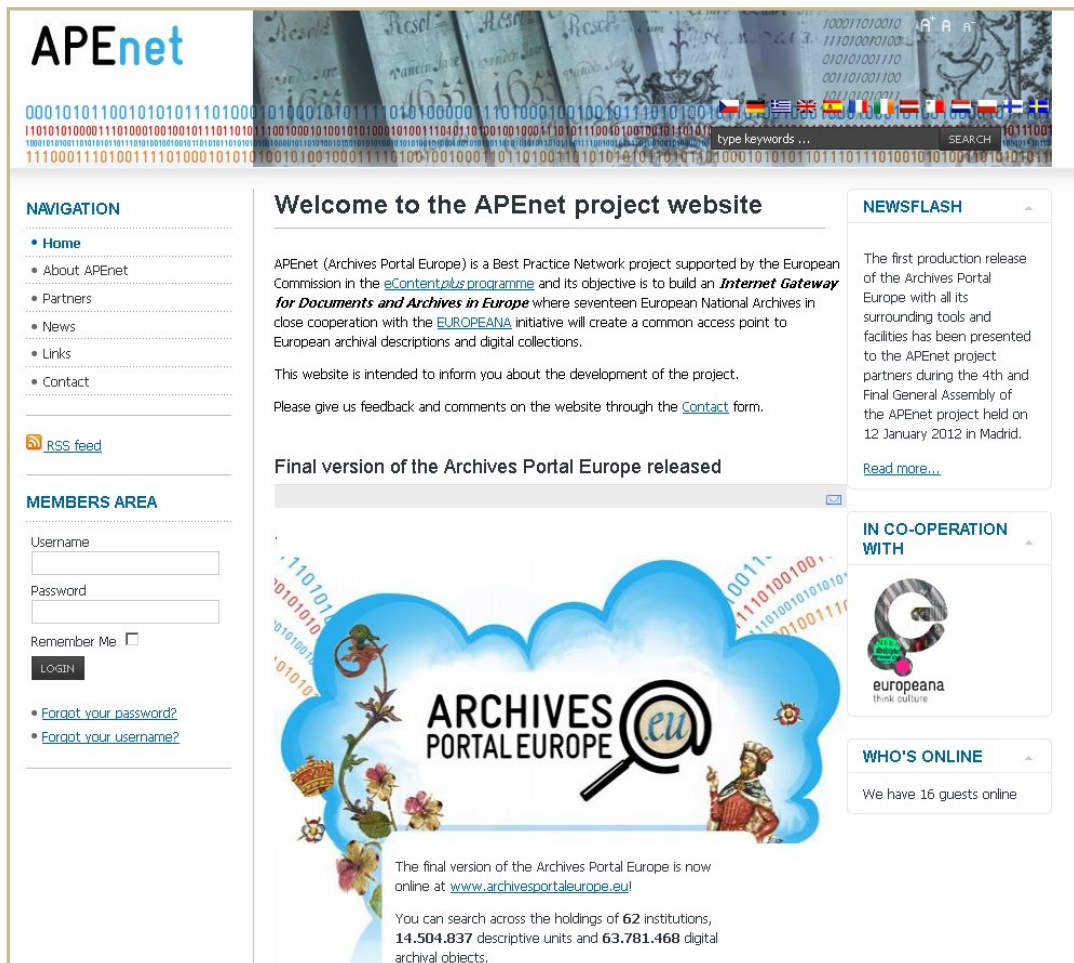 APEnet
A+ A A-
type keywords ...
SEARCH
NAVIGATION
Home
About APEnet
Partners
News
Links
Contact
RSS feed
MEMBERS AREA
Username
Password
Remember Me
LOGIN
Forgot your password?
Forgot your username?
Welcome to the APEnet project website
APEnet (Archives Portal Europe) is a Best Practice Network project supported by the European
Commission in the eContentplus programme and its objective is to build an Internet Gateway
for Documents and Archives in Europe where seventeen European National Archives in
close cooperation with the EUROPEANA initiative will create a common access point to
European archival descriptions and digital collections.
This website is intended to inform you about the development of the project.
Please give us feedback and comments on the website through the Contact form.
Final version of the Archives Portal Europe released
.
ARCHIVES
PORTAL EUROPE
.eu
The final version of the Archives Portal Europe is now
online at www.archivesportaleurope.eu!
You can search across the holdings of 62 institutions,
14.504.837 descriptive units and 63.781.468 digital
archival objects.
NEWSFLASH
The first production release
of the Archives Portal
Europe with all its
surrounding tools and
facilities has been presented
to the APEnet project
partners during the 4th and
Final General Assembly of
the APEnet project held on
12 January 2012 in Madrid.
Read more...
IN CO-OPERATION
WITH
europeana
think culture
WHO'S ONLINE
We have 16 guests online